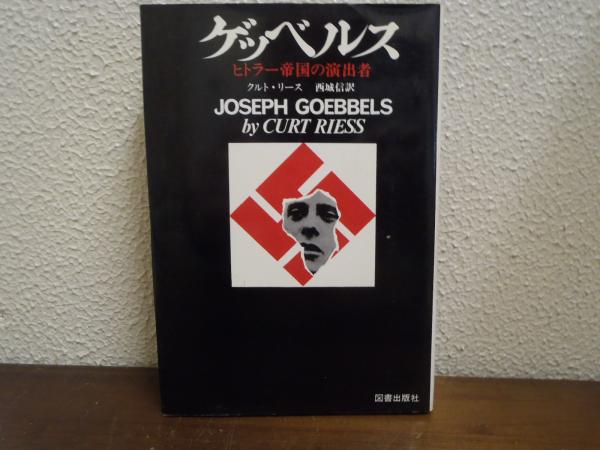 ゲッベルス
ヒトラー帝国の演出者
クルト・リース 西城信訳
JOSEPH GOEBBELS
by CURT RIESS
図書出版社